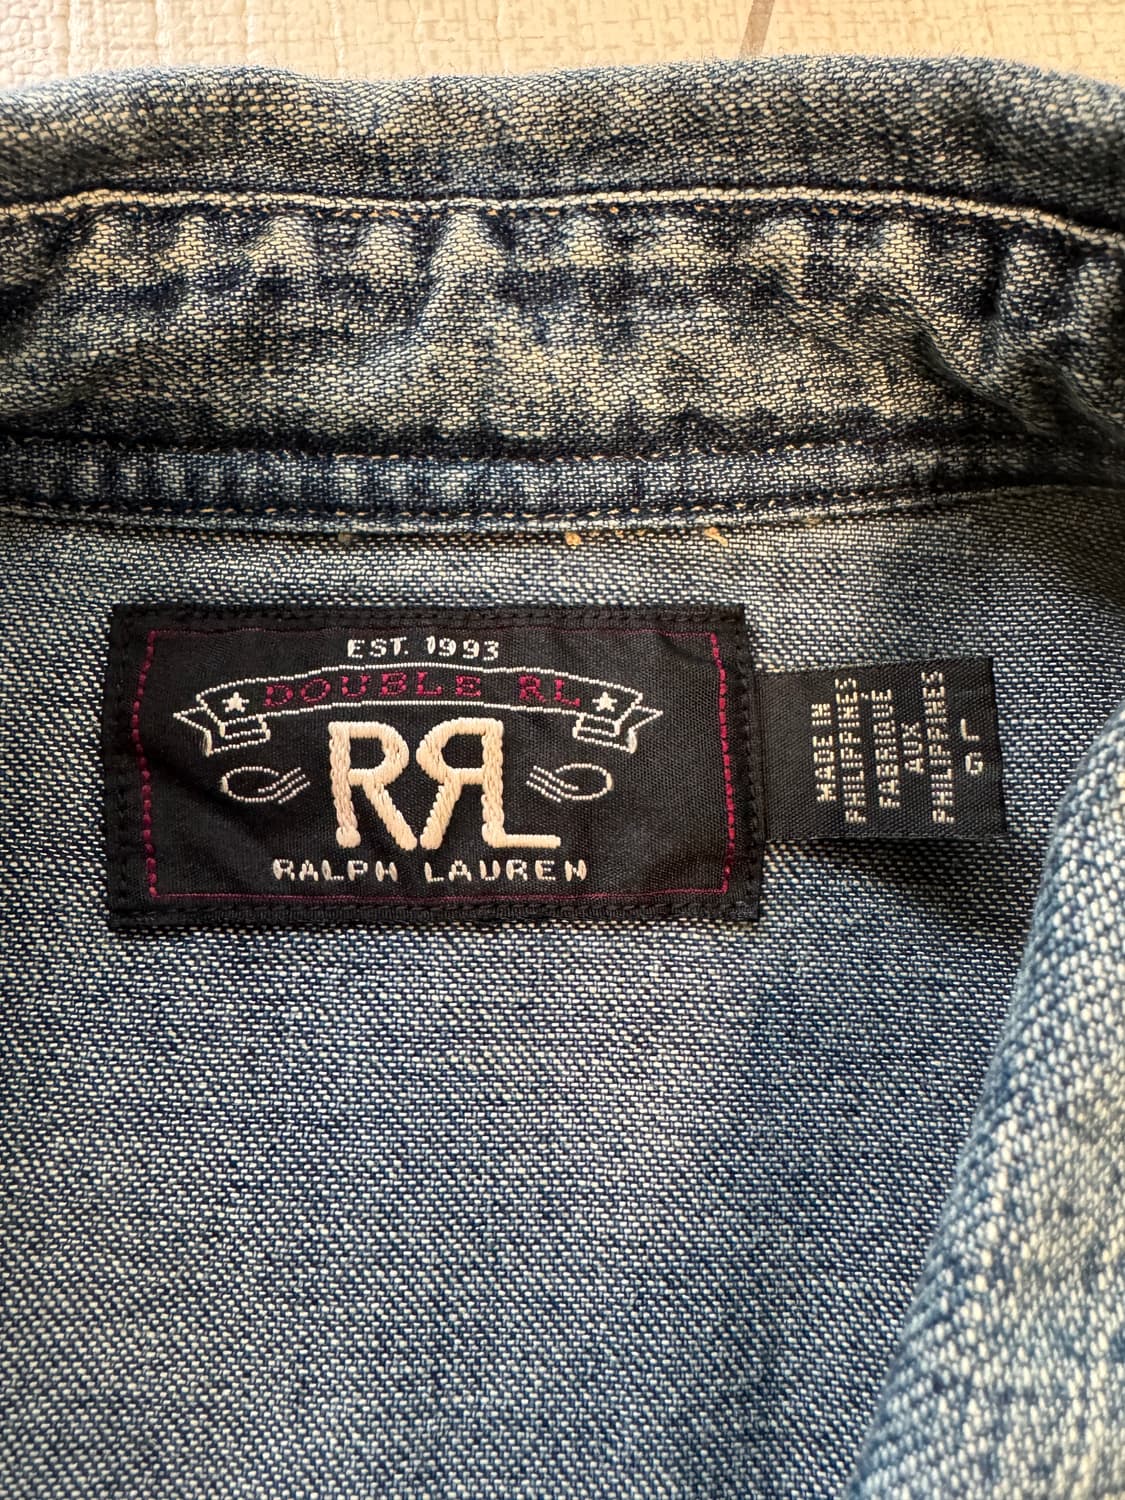 EST. 1993
DOUBLE RL
RRL
RALPH LAUREN
MADE IN
PHILIPPINES
FABRIQUÉ
AUX
PHILIPPINES
G L